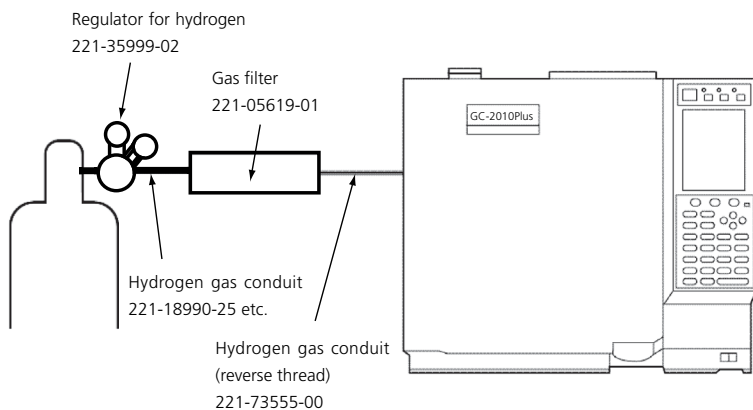 Regulator for hydrogen
221-35999-02
Gas filter
221-05619-01
GC-2010Plus
Hydrogen gas conduit
221-18990-25 etc.
Hydrogen gas conduit
(reverse thread)
221-73555-00